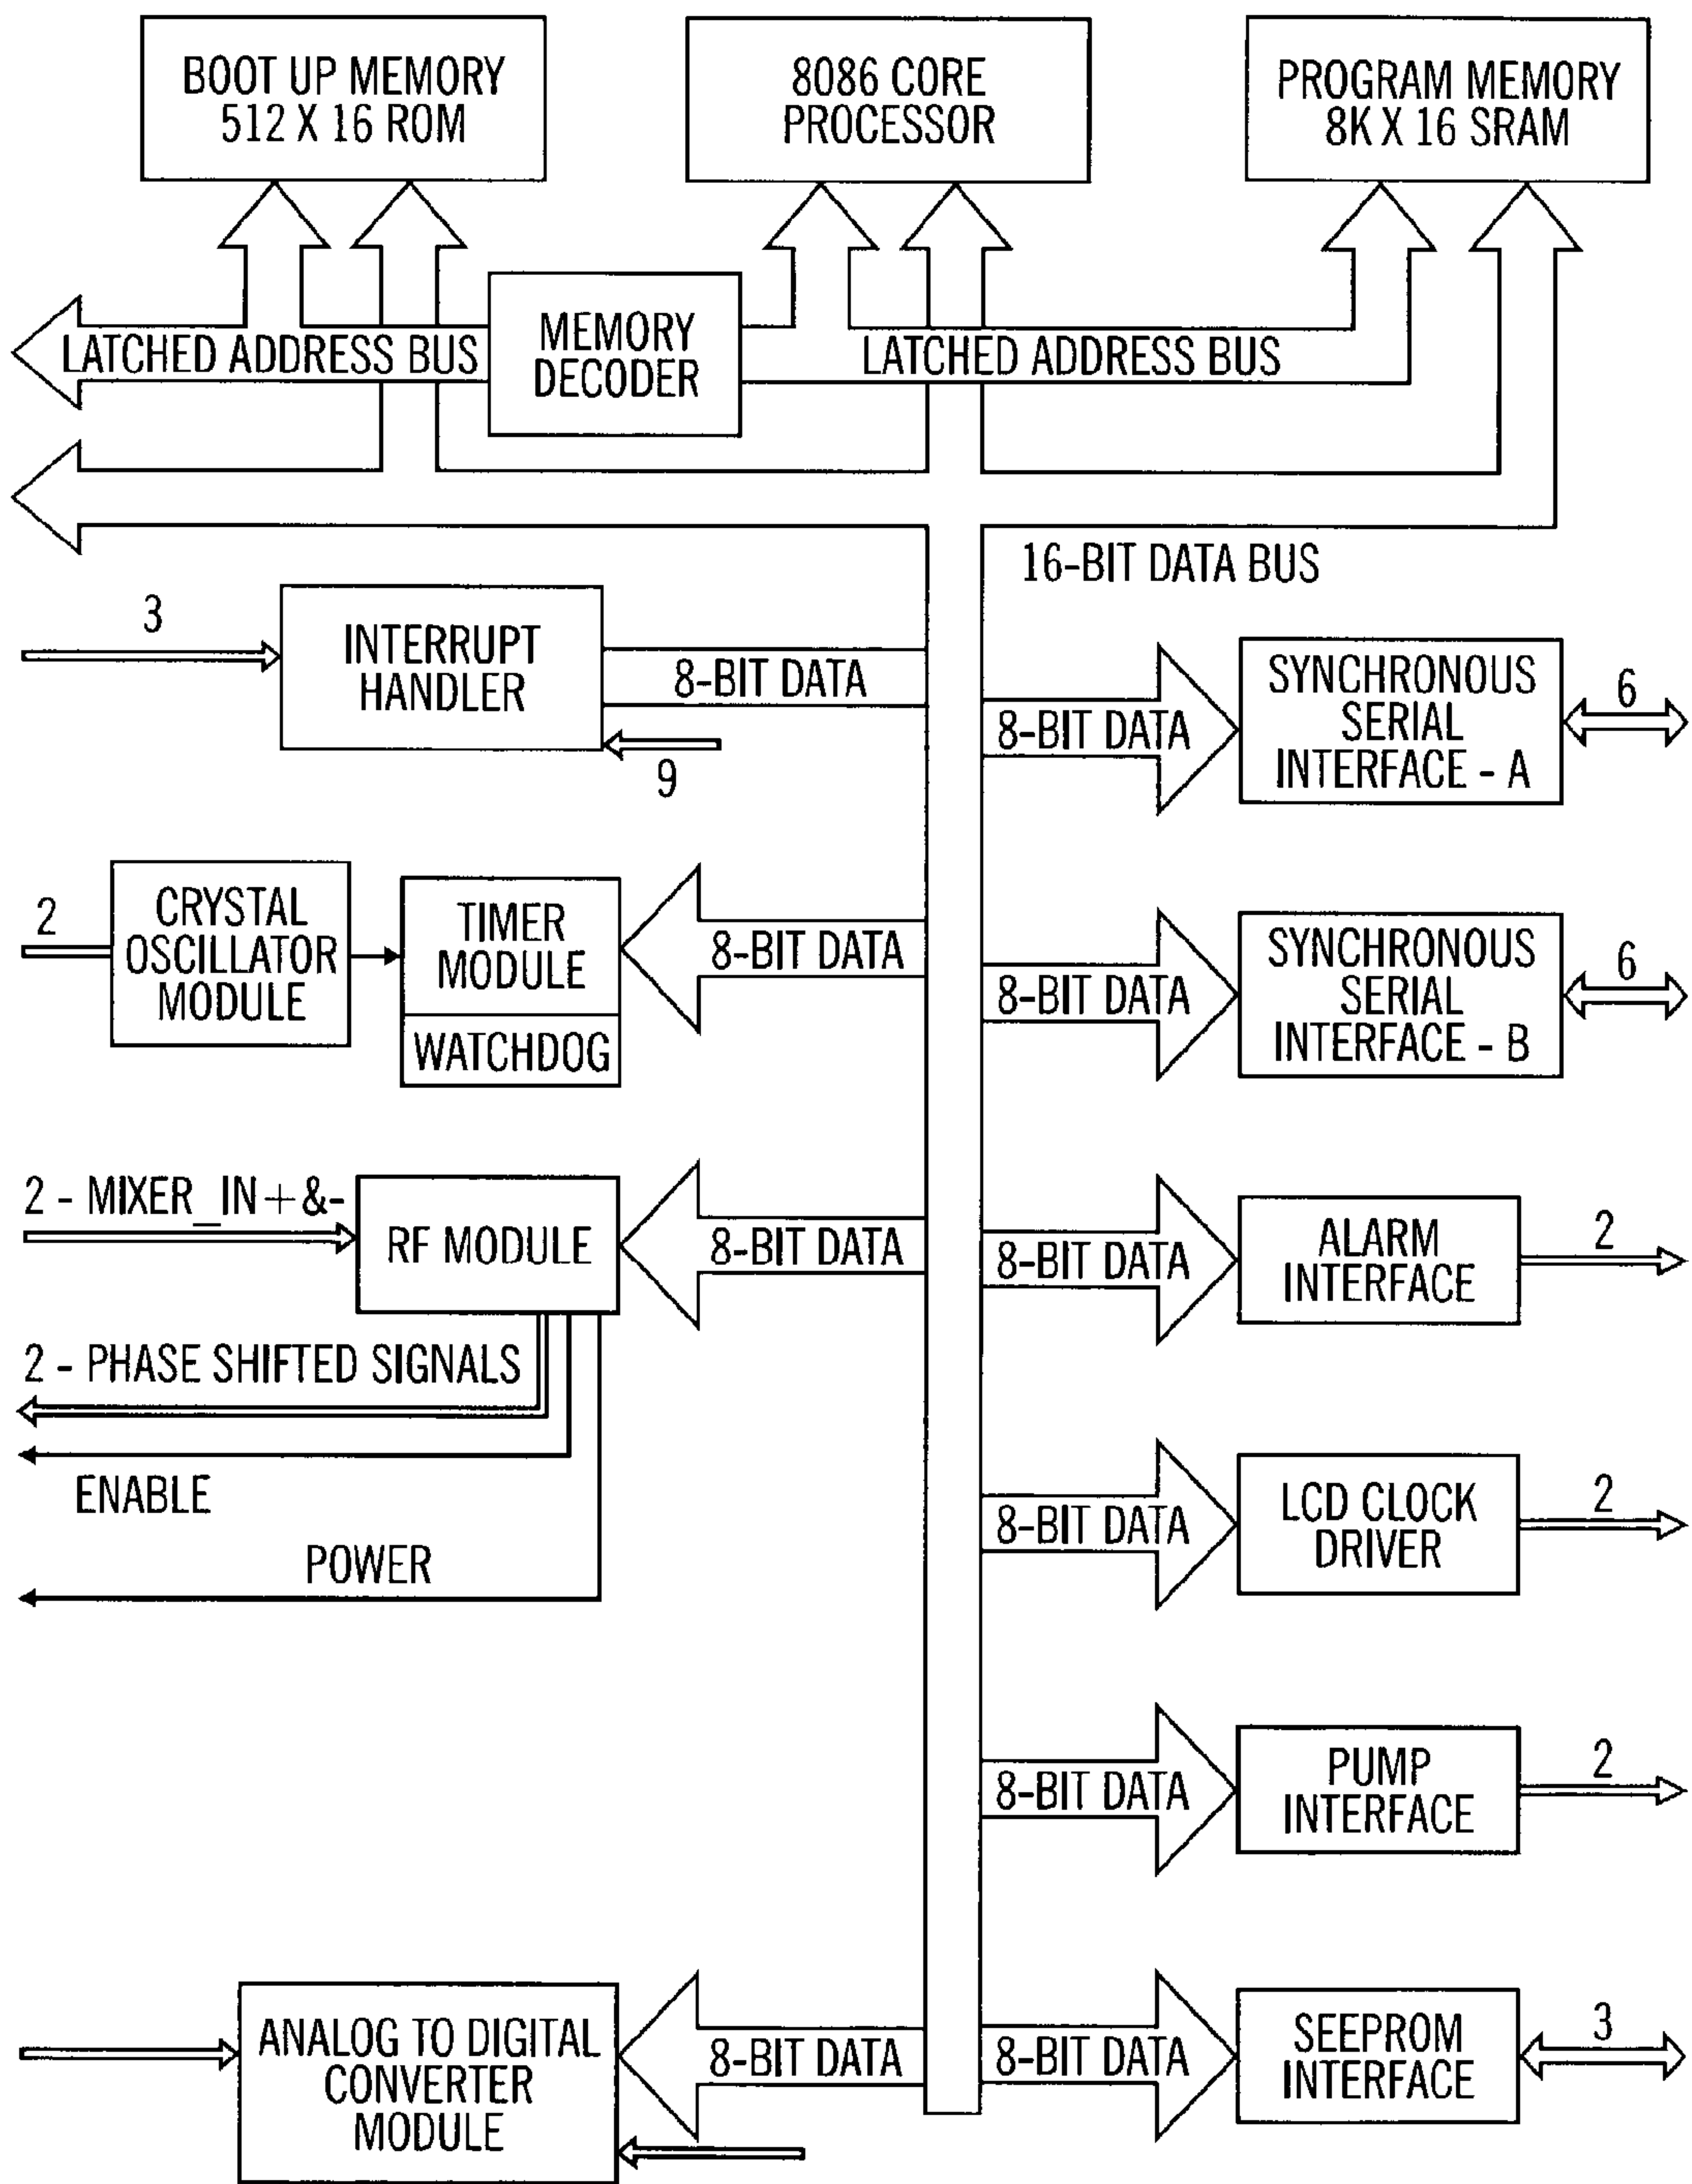 BOOT UP MEMORY
512 X 16 ROM
8086 CORE
PROCESSOR
PROGRAM MEMORY
8K X 16 SRAM
LATCHED ADDRESS BUS
MEMORY
DECODER
LATCHED ADDRESS BUS
16-BIT DATA BUS
3
INTERRUPT
HANDLER
8-BIT DATA
9
8-BIT DATA
SYNCHRONOUS
SERIAL
INTERFACE - A
6
2
CRYSTAL
OSCILLATOR
MODULE
TIMER
MODULE
WATCHDOG
8-BIT DATA
8-BIT DATA
SYNCHRONOUS
SERIAL
INTERFACE - B
6
2 - MIXER_IN+&-
RF MODULE
8-BIT DATA
8-BIT DATA
ALARM
INTERFACE
2
2 - PHASE SHIFTED SIGNALS
ENABLE
POWER
8-BIT DATA
LCD CLOCK
DRIVER
2
8-BIT DATA
PUMP
INTERFACE
2
ANALOG TO DIGITAL
CONVERTER
MODULE
8-BIT DATA
8-BIT DATA
SEEPROM
INTERFACE
3